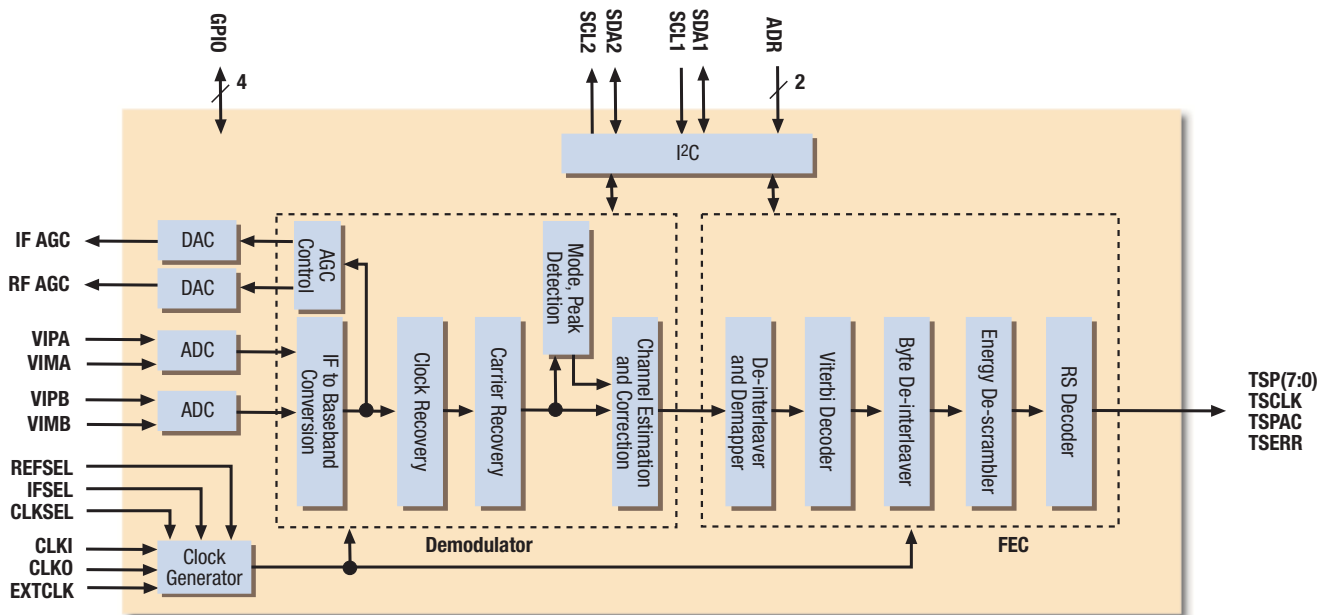 GPIO
4
SCL2
SDA2
SCL1
SDA1
ADR
2
I²C
IF AGC
DAC
AGC
Control
RF AGC
DAC
Mode, Peak
Detection
VIPA
VIMA
ADC
VIPB
VIMB
ADC
IF to Baseband
Conversion
Clock Recovery
Carrier Recovery
Channel Estimation
and Correction
De-interleaver
and Demapper
Viterbi Decoder
Byte De-interleaver
Energy De-scrambler
RS Decoder
TSP(7:0)
TSCLK
TSPAC
TSERR
REFSEL
IFSEL
CLKSEL
CLKI
CLKO
EXTCLK
Clock
Generator
Demodulator
FEC